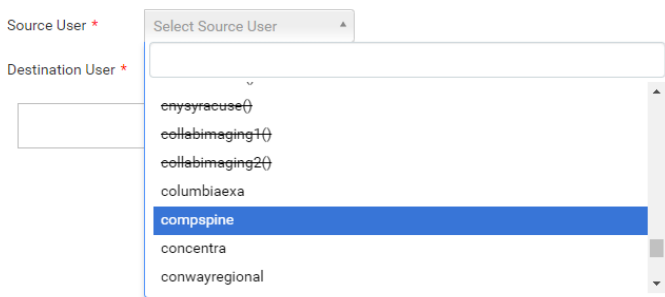 Source User *
Select Source User
Destination User *
cnysyracuse()
collabimaging1()
collabimaging2()
columbiaexa
compspine
concentra
conwayregional